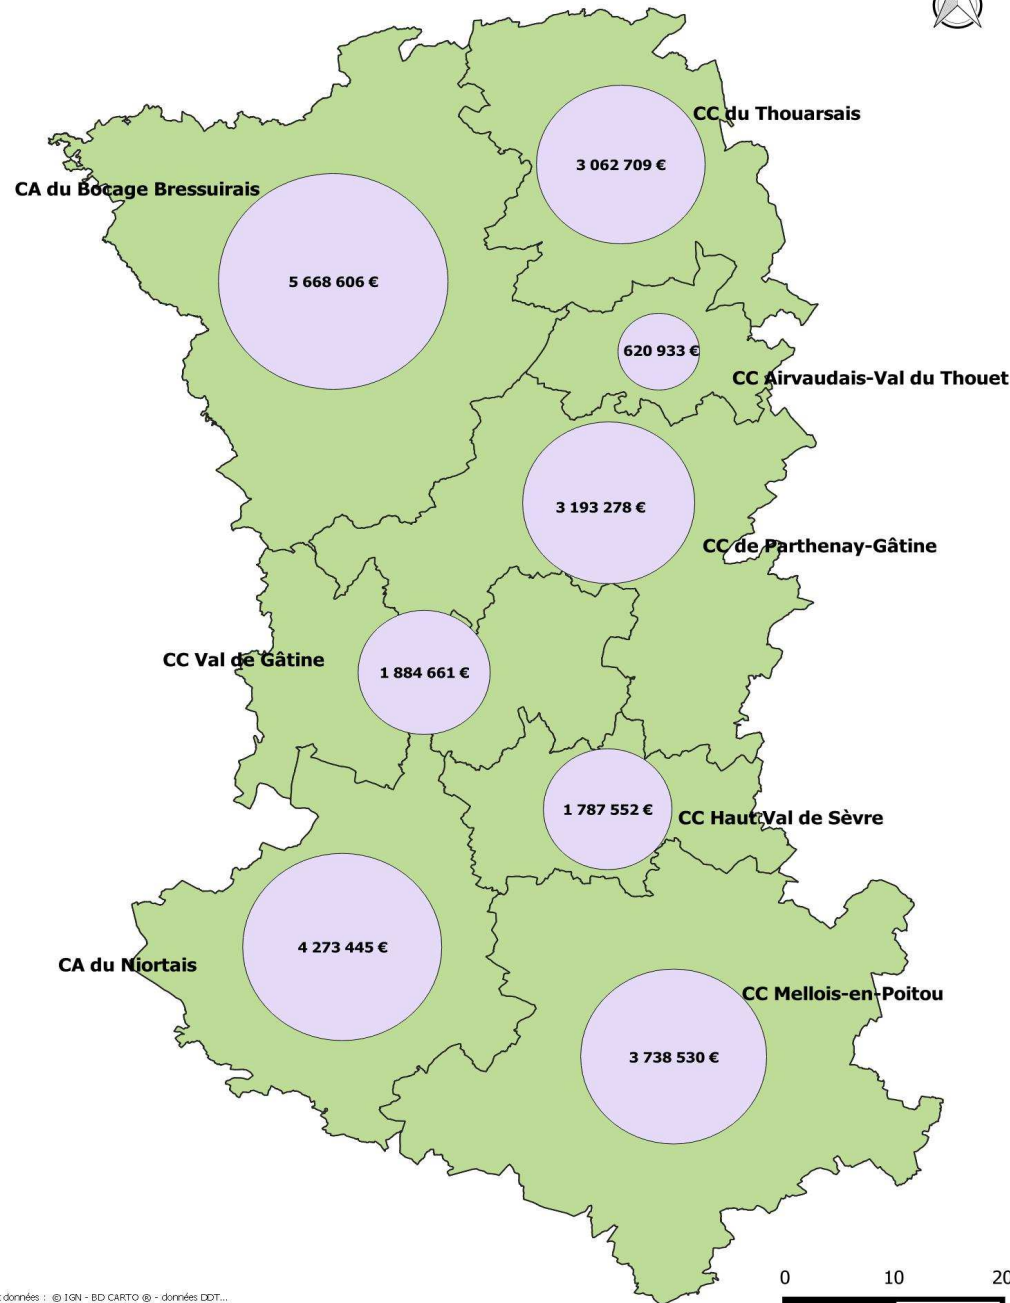 CC du Thouarsais
3 062 709 €
CA du Bocage Bressuirais
5 668 606 €
620 933 €
CC Airvaudais-Val du Thouet
3 193 278 €
CC de Parthenay-Gâtine
CC Val de Gâtine
1 884 661 €
1 787 552 €
CC Haut Val de Sèvre
4 273 445 €
CA du Niortais
CC Mellois-en-Poitou
3 738 530 €
0 10 20
données : © IGN - BD CARTO ® - données DDT...